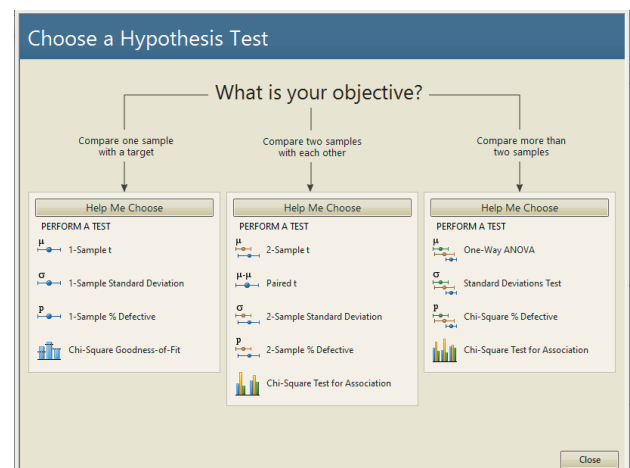 Choose a Hypothesis Test
What is your objective?
Compare one sample
with a target
Compare two samples
with each other
Compare more than
two samples
Help Me Choose
PERFORM A TEST
μ
1-Sample t
σ
1-Sample Standard Deviation
p
1-Sample % Defective
Chi-Square Goodness-of-Fit
Help Me Choose
PERFORM A TEST
μ
2-Sample t
μ-μ
Paired t
σ
2-Sample Standard Deviation
p
2-Sample % Defective
Chi-Square Test for Association
Help Me Choose
PERFORM A TEST
μ
One-Way ANOVA
σ
Standard Deviations Test
p
Chi-Square % Defective
Chi-Square Test for Association
Close